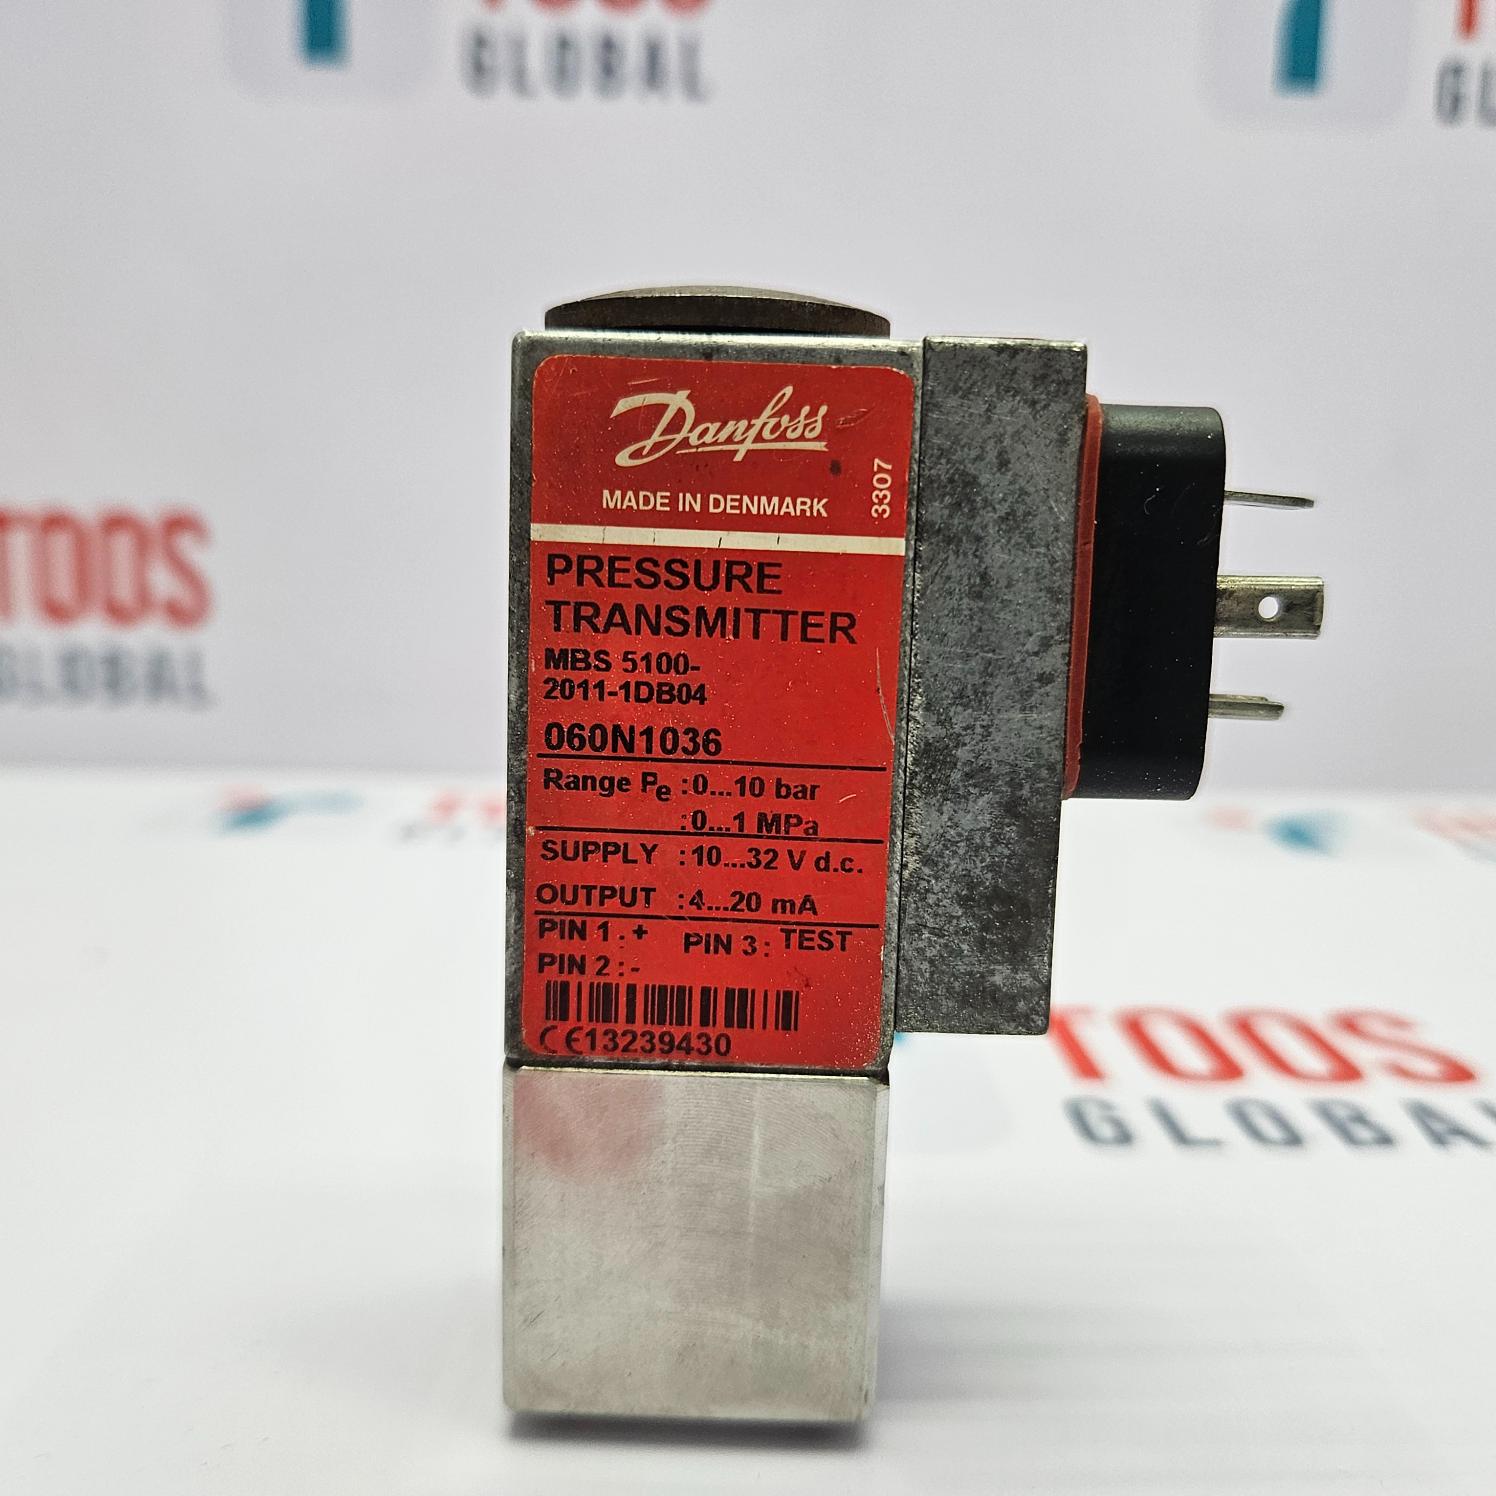 TOOS
GLOBAL
TOOS
GLOBAL
Danfoss
MADE IN DENMARK
3307
PRESSURE
TRANSMITTER
MBS 5100-
2011-1DB04
060N1036
Range Pe :0...10 bar
:0...1 MPa
SUPPLY :10...32 V d.c.
OUTPUT :4...20 mA
PIN 1 : + PIN 3 : TEST
PIN 2 : -
CE13239430
TOOS
GLOBAL